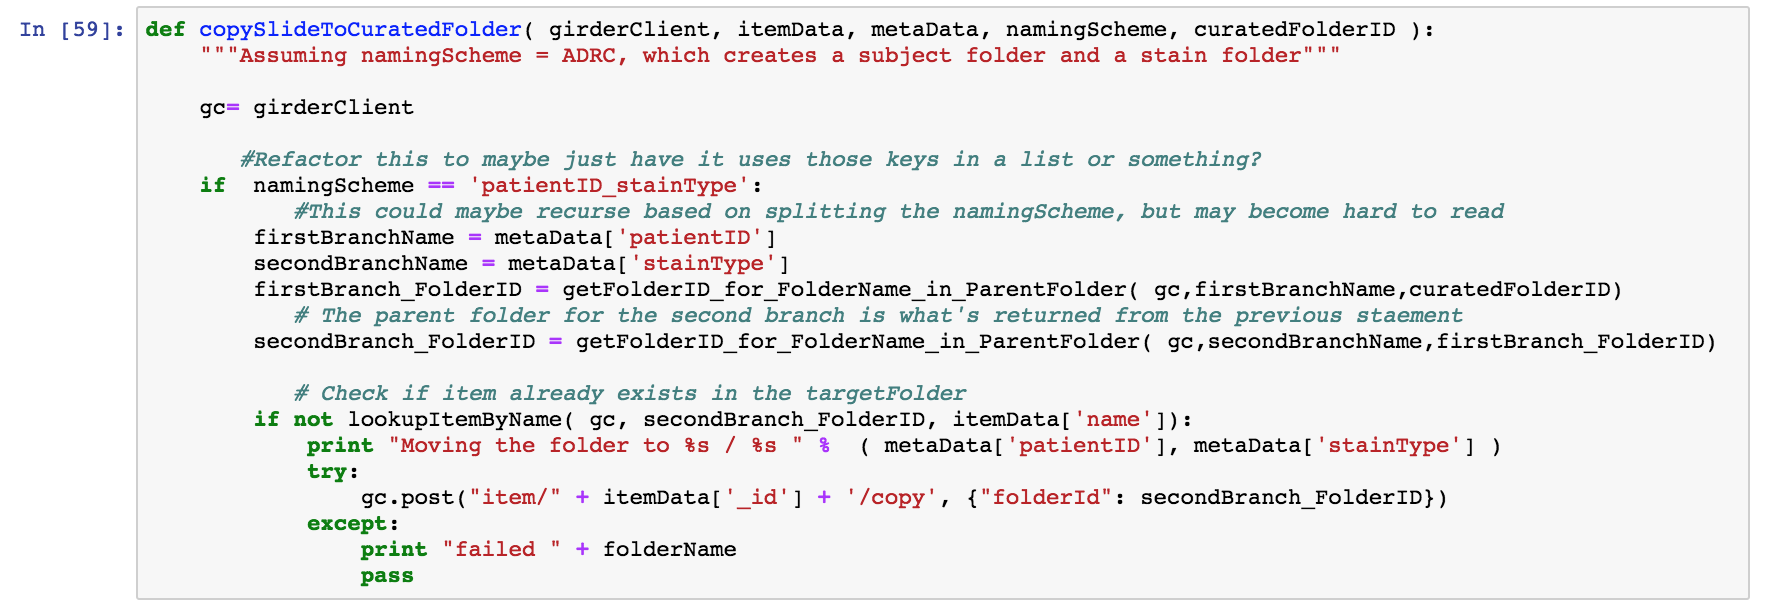 In [59]: def copySlideToCuratedFolder( girderClient, itemData, metaData, namingScheme, curatedFolderID ):
    """Assuming namingScheme = ADRC, which creates a subject folder and a stain folder"""

    gc= girderClient

       #Refactor this to maybe just have it uses those keys in a list or something?
    if  namingScheme == 'patientID_stainType':
           #This could maybe recurse based on splitting the namingScheme, but may become hard to read
        firstBranchName = metaData['patientID']
        secondBranchName = metaData['stainType']
        firstBranch_FolderID = getFolderID_for_FolderName_in_ParentFolder( gc,firstBranchName,curatedFolderID)
           # The parent folder for the second branch is what's returned from the previous staement
        secondBranch_FolderID = getFolderID_for_FolderName_in_ParentFolder( gc,secondBranchName,firstBranch_FolderID)

           # Check if item already exists in the targetFolder
        if not lookupItemByName( gc, secondBranch_FolderID, itemData['name']):
            print "Moving the folder to %s / %s " %  ( metaData['patientID'], metaData['stainType'] )
            try:
                gc.post("item/" + itemData['_id'] + '/copy', {"folderId": secondBranch_FolderID})
            except:
                print "failed " + folderName
                pass